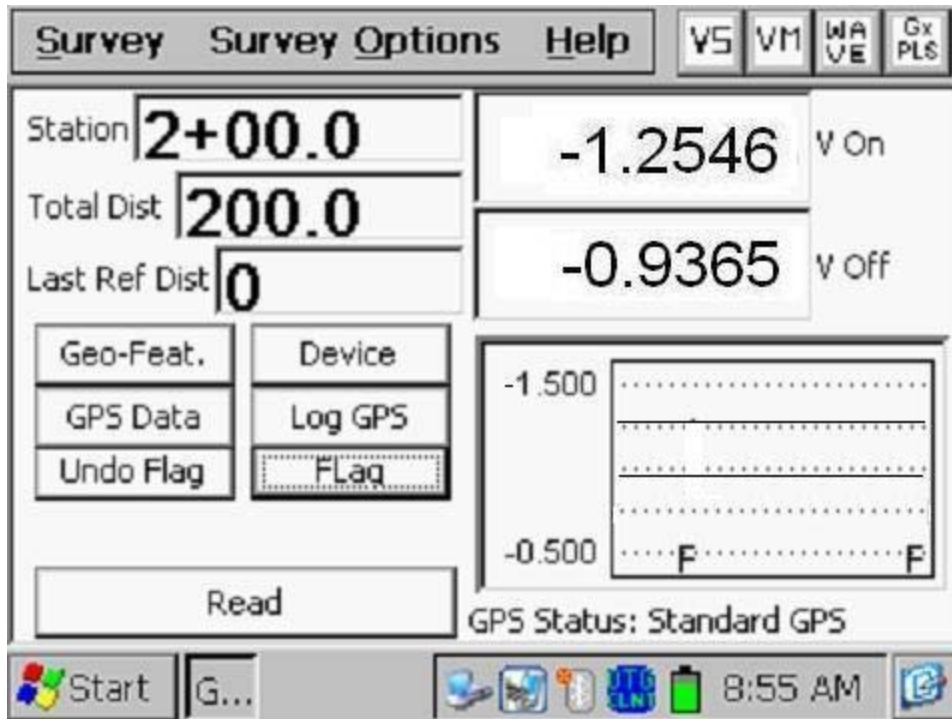 Survey Survey Options Help VS VM WAVE Gx PLS
Station 2+00.0
-1.2546 V On
Total Dist 200.0
Last Ref Dist 0
-0.9365 V Off
Geo-Feat. Device
GPS Data Log GPS
Undo Flag FLag
Read
-1.500
-0.500 F F
GPS Status: Standard GPS
Start G... 8:55 AM